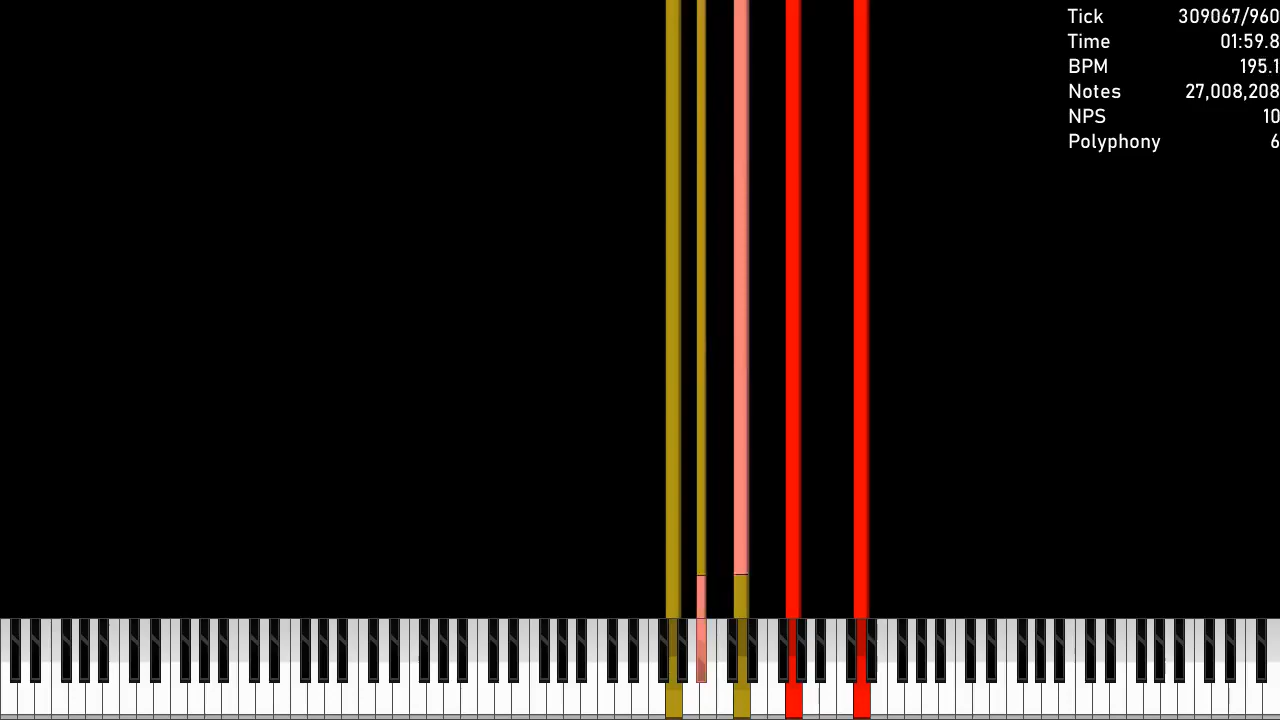 Tick 309067/960
Time 01:59.8
BPM 195.1
Notes 27,008,208
NPS 10
Polyphony 6